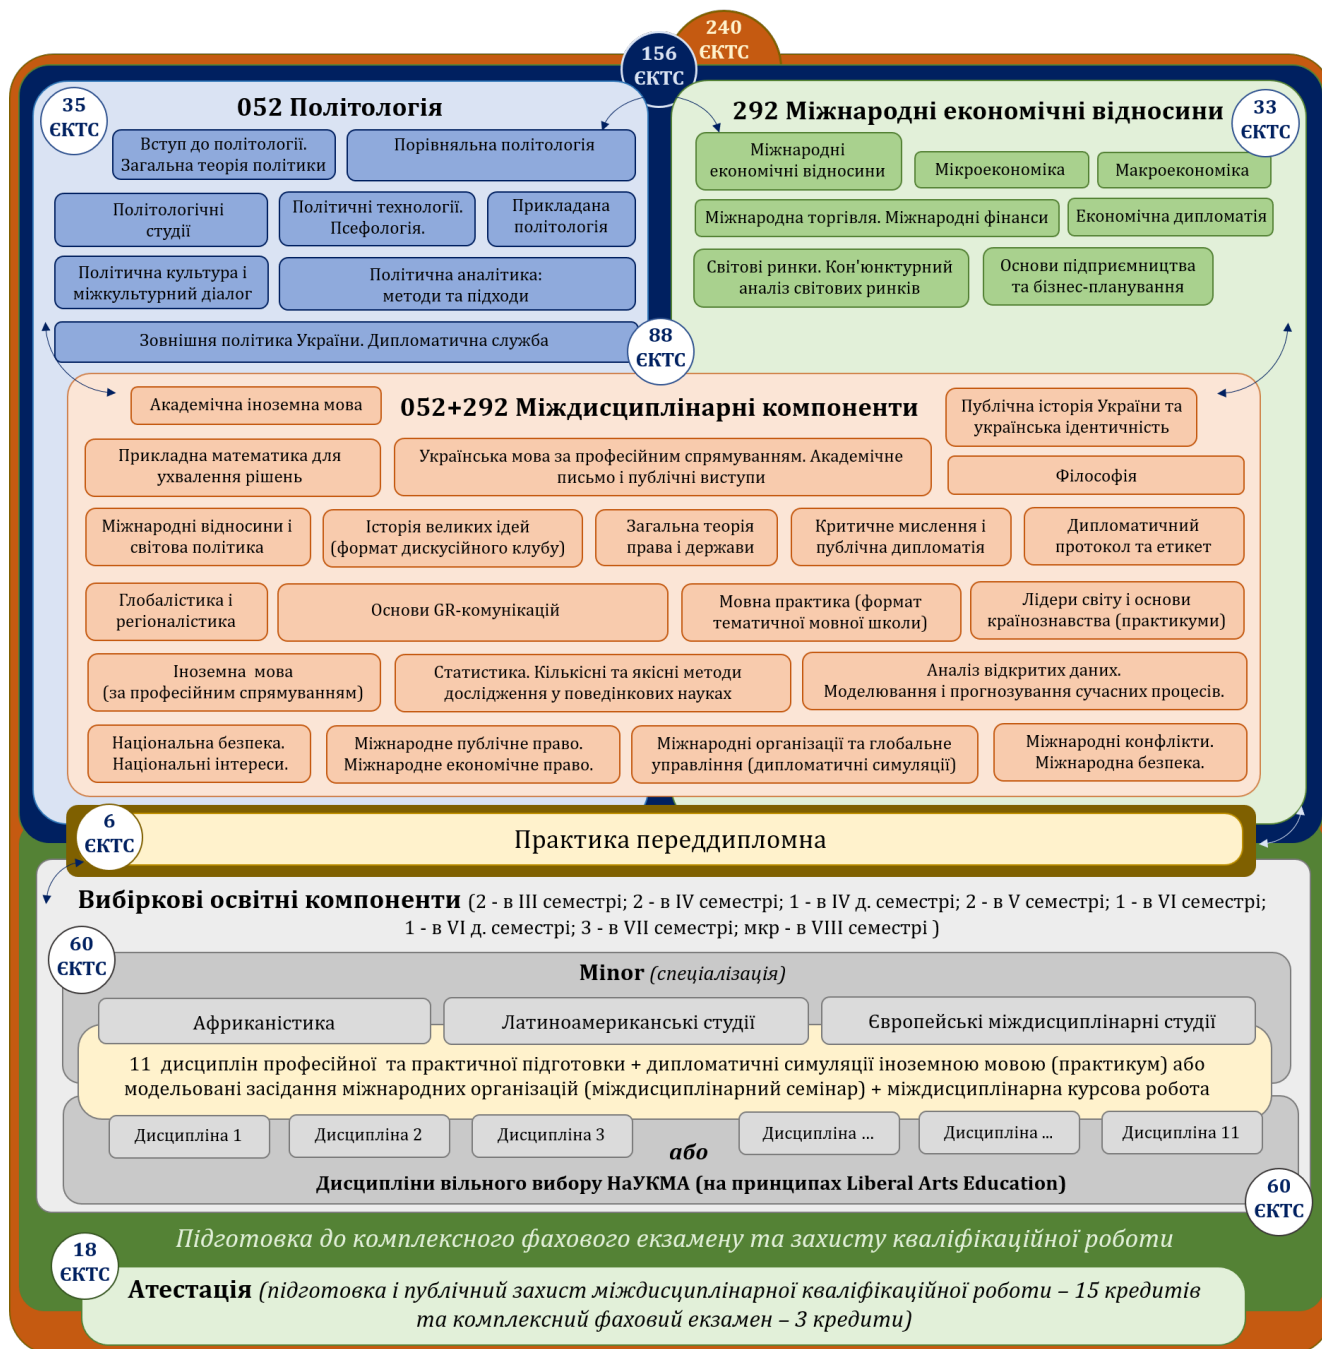 240
ЄКТС
156
ЄКТС
35
ЄКТС
052 Політологія
Вступ до політології.
Загальна теорія політики
Порівняльна політологія
Політологічні
студії
Політичні технології.
Псефологія.
Прикладана
політологія
Політична культура і
міжкультурний діалог
Політична аналітика:
методи та підходи
Зовнішня політика України. Дипломатична служба
292 Міжнародні економічні відносини
33
ЄКТС
Міжнародні
економічні відносини
Мікроекономіка
Макроекономіка
Міжнародна торгівля. Міжнародні фінанси
Економічна дипломатія
Світові ринки. Кон'юнктурний
аналіз світових ринків
Основи підприємництва
та бізнес-планування
88
ЄКТС
Академічна іноземна мова
052+292 Міждисциплінарні компоненти
Публічна історія України та
українська ідентичність
Прикладна математика для
ухвалення рішень
Українська мова за професійним спрямуванням. Академічне
письмо і публічні виступи
Філософія
Міжнародні відносини і
світова політика
Історія великих ідей
(формат дискусійного клубу)
Загальна теорія
права і держави
Критичне мислення і
публічна дипломатія
Дипломатичний
протокол та етикет
Глобалістика і
регіоналістика
Основи GR-комунікацій
Мовна практика (формат
тематичної мовної школи)
Лідери світу і основи
країнознавства (практикуми)
Іноземна мова
(за професійним спрямуванням)
Статистика. Кількісні та якісні методи
дослідження у поведінкових науках
Аналіз відкритих даних.
Моделювання і прогнозування сучасних процесів.
Національна безпека.
Національні інтереси.
Міжнародне публічне право.
Міжнародне економічне право.
Міжнародні організації та глобальне
управління (дипломатичні симуляції)
Міжнародні конфлікти.
Міжнародна безпека.
6
ЄКТС
Практика переддипломна
Вибіркові освітні компоненти (2 - в III семестрі; 2 - в IV семестрі; 1 - в IV д. семестрі; 2 - в V семестрі; 1 - в VI семестрі;
1 - в VI д. семестрі; 3 - в VII семестрі; мкр - в VIII семестрі )
60
ЄКТС
Minor (спеціалізація)
Африканістика
Латиноамериканські студії
Європейські міждисциплінарні студії
11 дисциплін професійної та практичної підготовки + дипломатичні симуляції іноземною мовою (практикум) або
модельовані засідання міжнародних організацій (міждисциплінарний семінар) + міждисциплінарна курсова робота
Дисципліна 1
Дисципліна 2
Дисципліна 3
або
Дисципліна ...
Дисципліна ...
Дисципліна 11
Дисципліни вільного вибору НаУКМА (на принципах Liberal Arts Education)
60
ЄКТС
Підготовка до комплексного фахового екзамену та захисту кваліфікаційної роботи
18
ЄКТС
Атестація (підготовка і публічний захист міждисциплінарної кваліфікаційної роботи – 15 кредитів
та комплексний фаховий екзамен – 3 кредити)